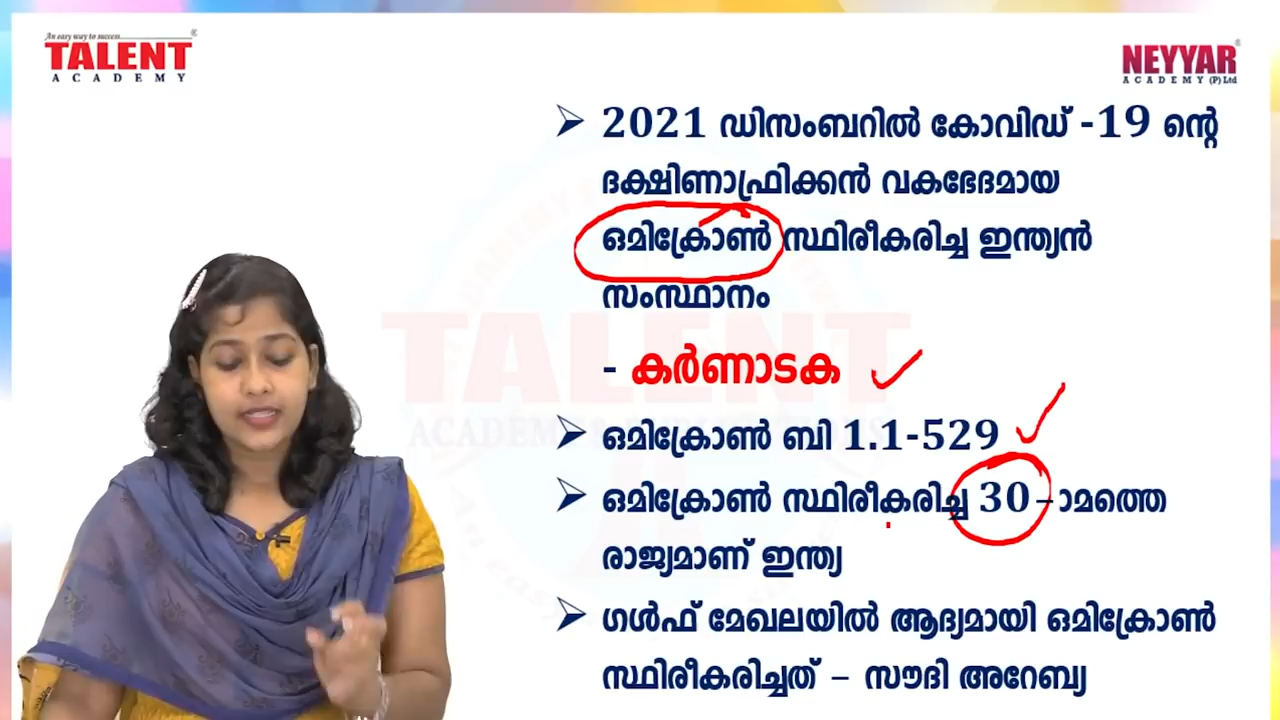 An easy way to success
TALENT
ACADEMY
NEYYAR
ACADEMY (P) Ltd
➢ 2021 ഡിസംബറിൽ കോവിഡ് -19 ന്റെ
ദക്ഷിണാഫ്രിക്കൻ വകഭേദമായ
ഒമിക്രോൺ സ്ഥിരീകരിച്ച ഇന്ത്യൻ
സംസ്ഥാനം
- കർണാടക
➢ ഒമിക്രോൺ ബി 1.1-529
➢ ഒമിക്രോൺ സ്ഥിരീകരിച്ച 30-ാമത്തെ
രാജ്യമാണ് ഇന്ത്യ
➢ ഗൾഫ് മേഖലയിൽ ആദ്യമായി ഒമിക്രോൺ
സ്ഥിരീകരിച്ചത് – സൗദി അറേബ്യ
TALENT